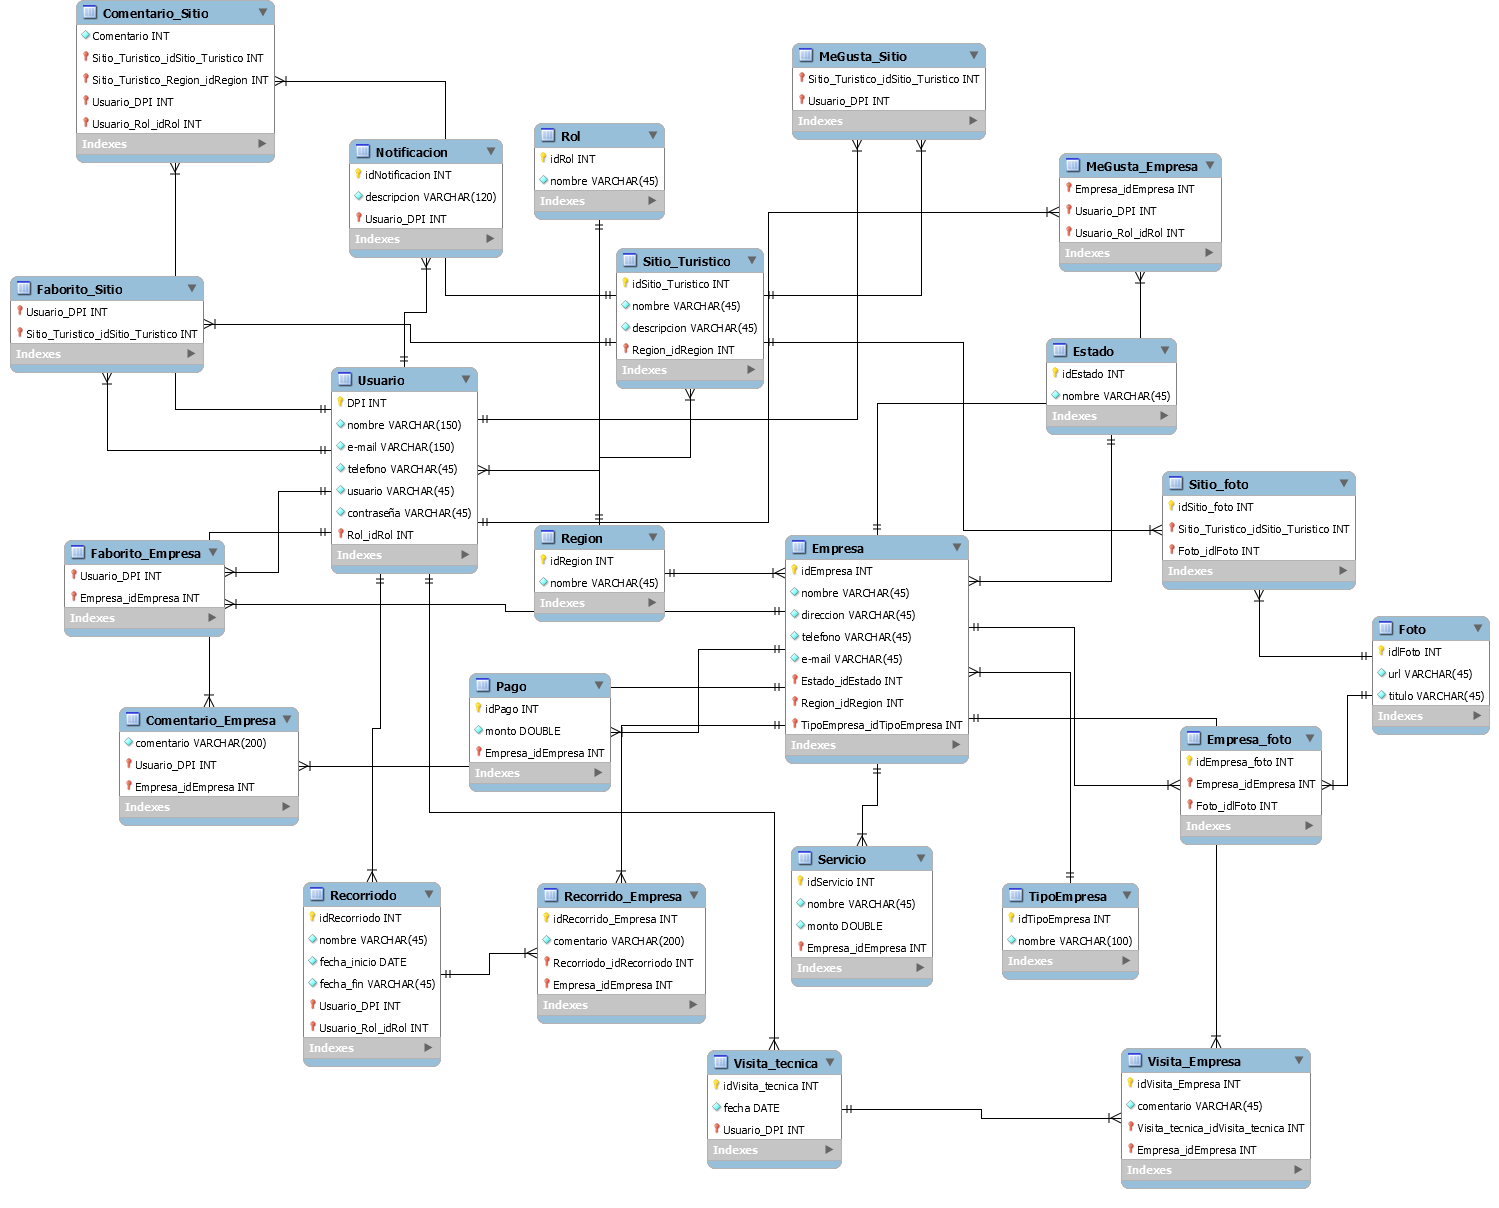 Comentario_Sitio
Comentario INT
Sitio_Turistico_idSitio_Turistico INT
Sitio_Turistico_Region_idRegion INT
Usuario_DPI INT
Usuario_Rol_idRol INT
Indexes
Notificacion
idNotificacion INT
descripcion VARCHAR(120)
Usuario_DPI INT
Indexes
Rol
idRol INT
nombre VARCHAR(45)
Indexes
MeGusta_Sitio
Sitio_Turistico_idSitio_Turistico INT
Usuario_DPI INT
Indexes
MeGusta_Empresa
Empresa_idEmpresa INT
Usuario_DPI INT
Usuario_Rol_idRol INT
Indexes
Faborito_Sitio
Usuario_DPI INT
Sitio_Turistico_idSitio_Turistico INT
Indexes
Sitio_Turistico
idSitio_Turistico INT
nombre VARCHAR(45)
descripcion VARCHAR(45)
Region_idRegion INT
Indexes
Usuario
DPI INT
nombre VARCHAR(150)
e-mail VARCHAR(150)
telefono VARCHAR(45)
usuario VARCHAR(45)
contraseña VARCHAR(45)
Rol_idRol INT
Indexes
Estado
idEstado INT
nombre VARCHAR(45)
Indexes
Sitio_foto
idSitio_foto INT
Sitio_Turistico_idSitio_Turistico INT
Foto_idlFoto INT
Indexes
Faborito_Empresa
Usuario_DPI INT
Empresa_idEmpresa INT
Indexes
Region
idRegion INT
nombre VARCHAR(45)
Indexes
Empresa
idEmpresa INT
nombre VARCHAR(45)
direccion VARCHAR(45)
telefono VARCHAR(45)
e-mail VARCHAR(45)
Estado_idEstado INT
Region_idRegion INT
TipoEmpresa_idTipoEmpresa INT
Indexes
Foto
idlFoto INT
url VARCHAR(45)
titulo VARCHAR(45)
Indexes
Comentario_Empresa
comentario VARCHAR(200)
Usuario_DPI INT
Empresa_idEmpresa INT
Indexes
Pago
idPago INT
monto DOUBLE
Empresa_idEmpresa INT
Indexes
Empresa_foto
idEmpresa_foto INT
Empresa_idEmpresa INT
Foto_idlFoto INT
Indexes
Recorriodo
idRecorriodo INT
nombre VARCHAR(45)
fecha_inicio DATE
fecha_fin VARCHAR(45)
Usuario_DPI INT
Usuario_Rol_idRol INT
Indexes
Recorrido_Empresa
idRecorrido_Empresa INT
comentario VARCHAR(200)
Recorriodo_idRecorriodo INT
Empresa_idEmpresa INT
Indexes
Servicio
idServicio INT
nombre VARCHAR(45)
monto DOUBLE
Empresa_idEmpresa INT
Indexes
TipoEmpresa
idTipoEmpresa INT
nombre VARCHAR(100)
Indexes
Visita_tecnica
idVisita_tecnica INT
fecha DATE
Usuario_DPI INT
Indexes
Visita_Empresa
idVisita_Empresa INT
comentario VARCHAR(45)
Visita_tecnica_idVisita_tecnica INT
Empresa_idEmpresa INT
Indexes